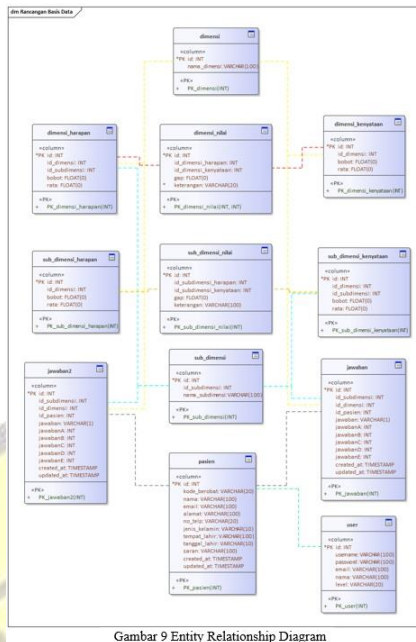 dm Rancangan Basis Data
dimensi
«column»
*PK id: INT
name_dimensi: VARCHAR(100)
«PK»
+ PK_dimensi(INT)
dimensi_harapan
«column»
*PK id: INT
id_dimensi: INT
id_subdimensi: INT
bobot: FLOAT(0)
rata: FLOAT(0)
«PK»
+ PK_dimensi_harapan(INT)
dimensi_nilai
«column»
*PK id: INT
id_dimensi_harapan: INT
id_dimensi_kenyataan: INT
gap: FLOAT(0)
* keterangan: VARCHAR(20)
«PK»
+ PK_dimensi_nilai(INT, INT)
dimensi_kenyataan
«column»
*PK id: INT
id_dimensi: INT
bobot: FLOAT(0)
rata: FLOAT(0)
«PK»
+ PK_dimensi_kenyataan(INT)
sub_dimensi_harapan
«column»
*PK id: INT
id_dimensi: INT
bobot: FLOAT(0)
rata: FLOAT(0)
«PK»
+ PK_sub_dimensi_harapan(INT)
sub_dimensi_nilai
«column»
*PK id: INT
id_subdimensi_harapan: INT
id_subdimensi_kenyataan: INT
gap: FLOAT(0)
keterangan: VARCHAR(100)
«PK»
+ PK_sub_dimensi_nilai(INT)
sub_dimensi_kenyataan
«column»
*PK id: INT
id_dimensi: INT
id_subdimensi: INT
bobot: FLOAT(0)
rata: FLOAT(0)
«PK»
+ PK_sub_dimensi_kenyataan(INT)
jawaban2
«column»
*PK id: INT
id_subdimensi: INT
id_dimensi: INT
id_pasien: INT
jawaban: VARCHAR(1)
jawabanA: INT
jawabanB: INT
jawabanC: INT
jawabanD: INT
jawabanE: INT
created_at: TIMESTAMP
updated_at: TIMESTAMP
«PK»
+ PK_jawaban2(INT)
sub_dimensi
«column»
*PK id: INT
id_subdimensi: INT
name_subdimensi: VARCHAR(100)
«PK»
+ PK_sub_dimensi(INT)
jawaban
«column»
*PK id: INT
id_subdimensi: INT
id_dimensi: INT
id_pasien: INT
jawaban: VARCHAR(1)
jawabanA: INT
jawabanB: INT
jawabanC: INT
jawabanD: INT
jawabanE: INT
created_at: TIMESTAMP
updated_at: TIMESTAMP
«PK»
+ PK_jawaban(INT)
pasien
«column»
*PK id: INT
kode_berobat: VARCHAR(20)
nama: VARCHAR(100)
email: VARCHAR(100)
alamat: VARCHAR(100)
no_telp: VARCHAR(20)
jenis_kelamin: VARCHAR(10)
tempat_lahir: VARCHAR(100)
tanggal_lahir: VARCHAR(10)
saran: VARCHAR(100)
created_at: TIMESTAMP
updated_at: TIMESTAMP
«PK»
+ PK_pasien(INT)
user
«column»
*PK id: INT
username: VARCHAR(100)
password: VARCHAR(100)
email: VARCHAR(100)
nama: VARCHAR(100)
level: VARCHAR(20)
«PK»
+ PK_user(INT)
Gambar 9 Entity Relationship Diagram